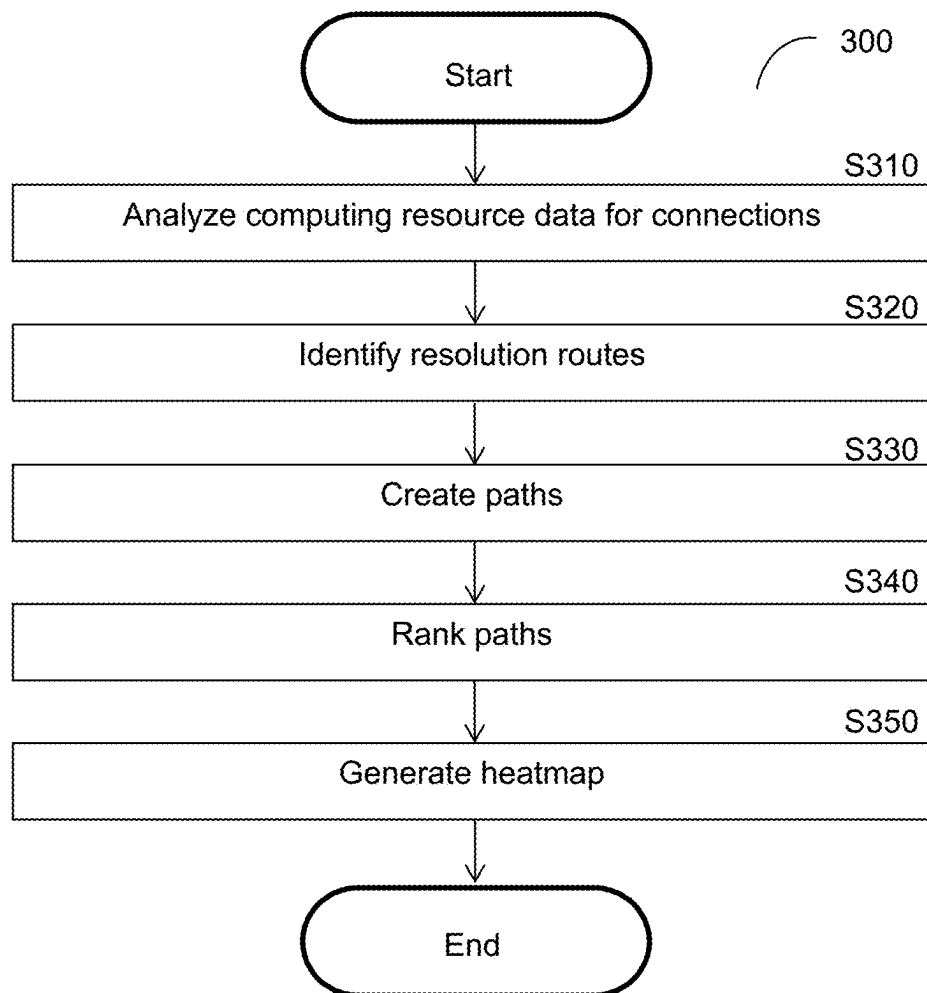 300
Start
S310
Analyze computing resource data for connections
S320
Identify resolution routes
S330
Create paths
S340
Rank paths
S350
Generate heatmap
End